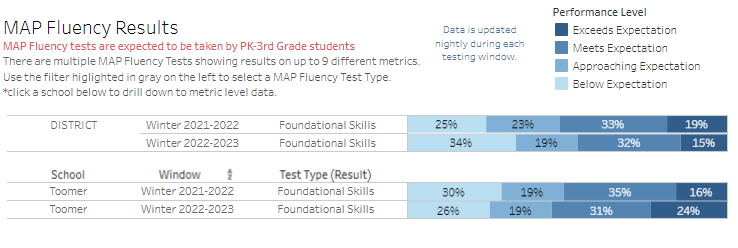 MAP Fluency Results
MAP Fluency tests are expected to be taken by PK-3rd Grade students
There are multiple MAP Fluency Tests showing results on up to 9 different metrics.
Use the filter higlighted in gray on the left to select a MAP Fluency Test Type.
*click a school below to drill down to metric level data.
Data is updated
nightly during each
testing window.
Performance Level
Exceeds Expectation
Meets Expectation
Approaching Expectation
Below Expectation
DISTRICT Winter 2021-2022 Foundational Skills 25% 23% 33% 19%
Winter 2022-2023 Foundational Skills 34% 19% 32% 15%
School Window Test Type (Result)
Toomer Winter 2021-2022 Foundational Skills 30% 19% 35% 16%
Toomer Winter 2022-2023 Foundational Skills 26% 19% 31% 24%